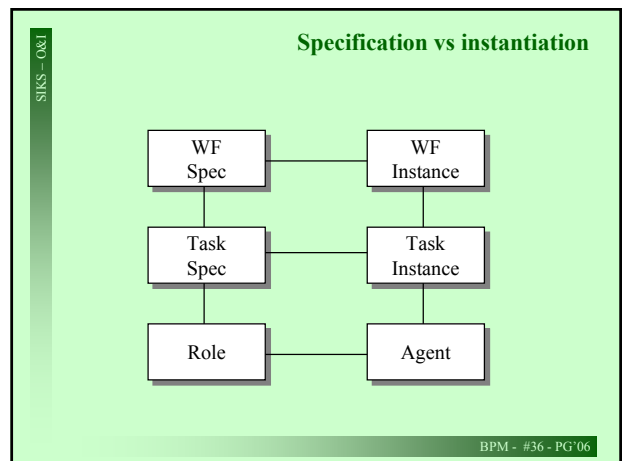 SIKS – O&I
Specification vs instantiation
WF
Spec
WF
Instance
Task
Spec
Task
Instance
Role
Agent
BPM - #36 - PG'06